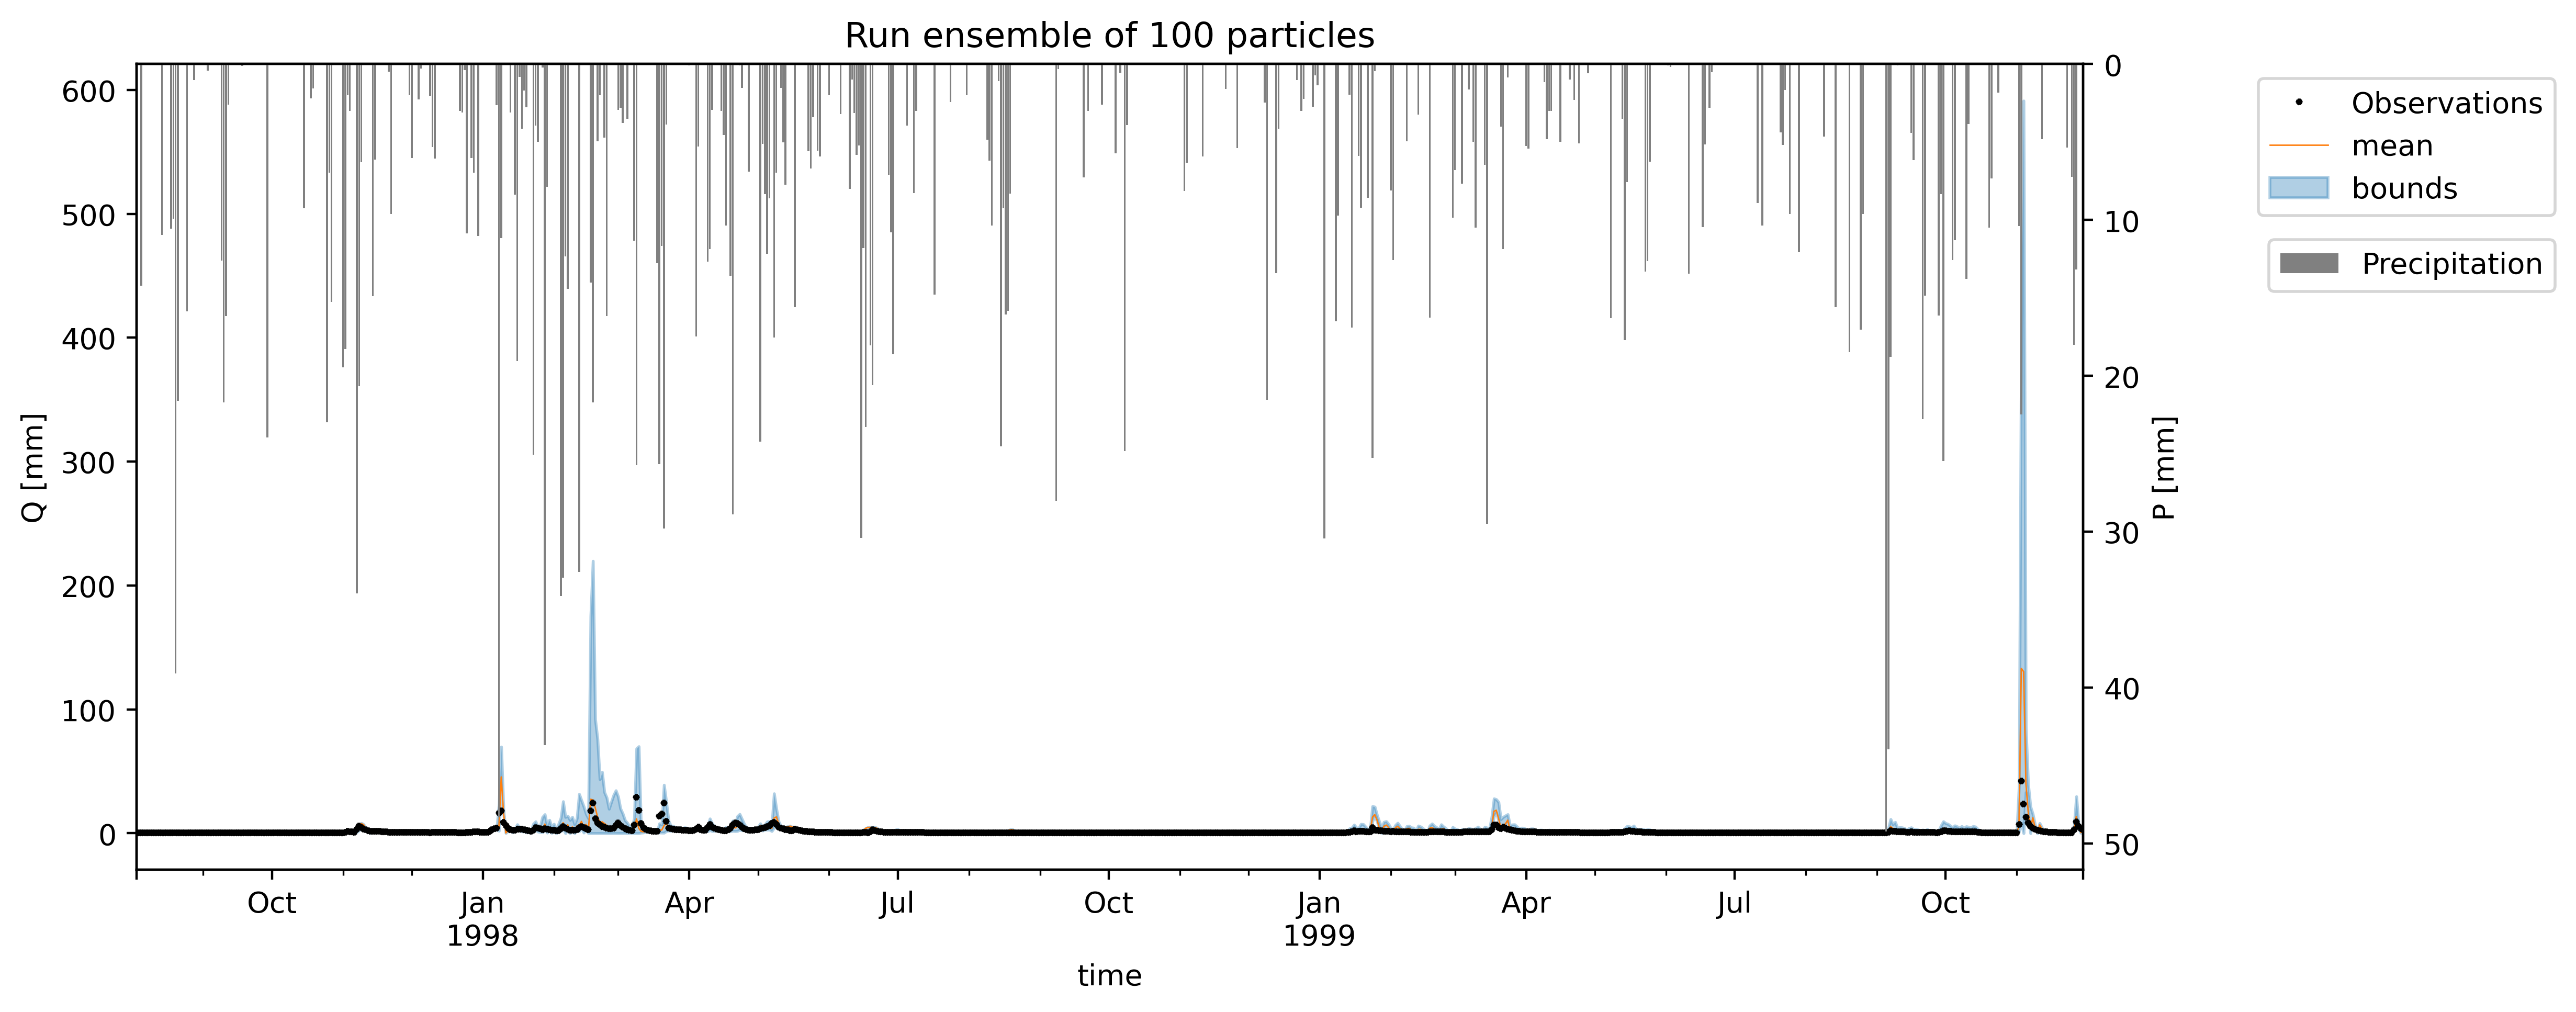 Run ensemble of 100 particles
600
500
400
300
200
100
0
Q [mm]
0
10
20
30
40
50
P [mm]
Oct
Jan
1998
Apr
Jul
Oct
Jan
1999
Apr
Jul
Oct
time
Observations
mean
bounds
Precipitation